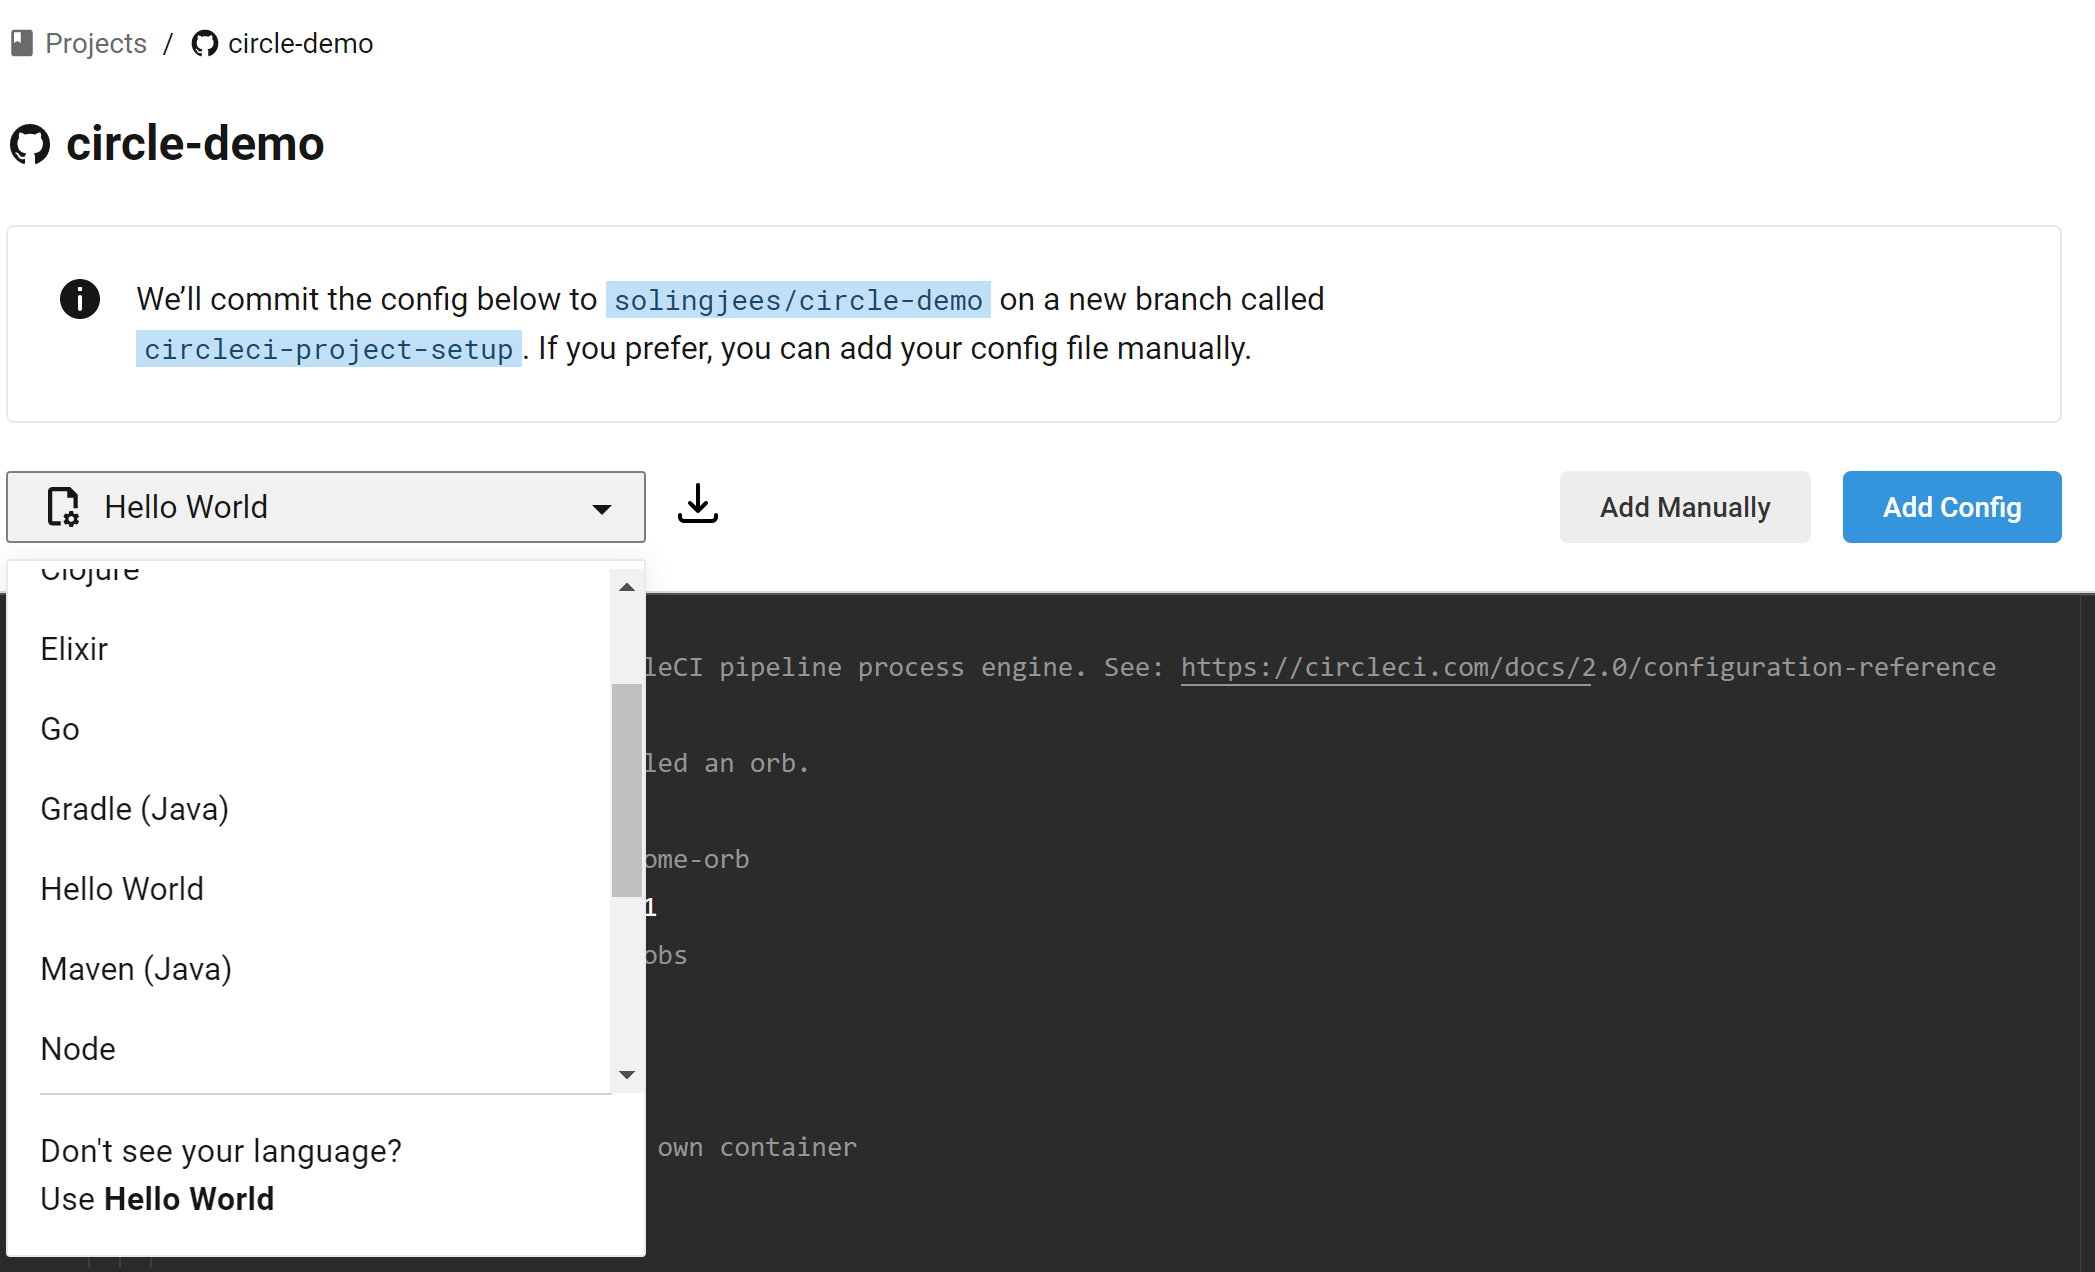 Projects / circle-demo
circle-demo
We’ll commit the config below to solingjees/circle-demo on a new branch called
circleci-project-setup. If you prefer, you can add your config file manually.
Hello World
Add Manually
Add Config
Clojure
Elixir
Go
Gradle (Java)
Hello World
Maven (Java)
Node
Don't see your language?
Use Hello World
leCI pipeline process engine. See: https://circleci.com/docs/2.0/configuration-reference
led an orb.
ome-orb
1
obs
own container